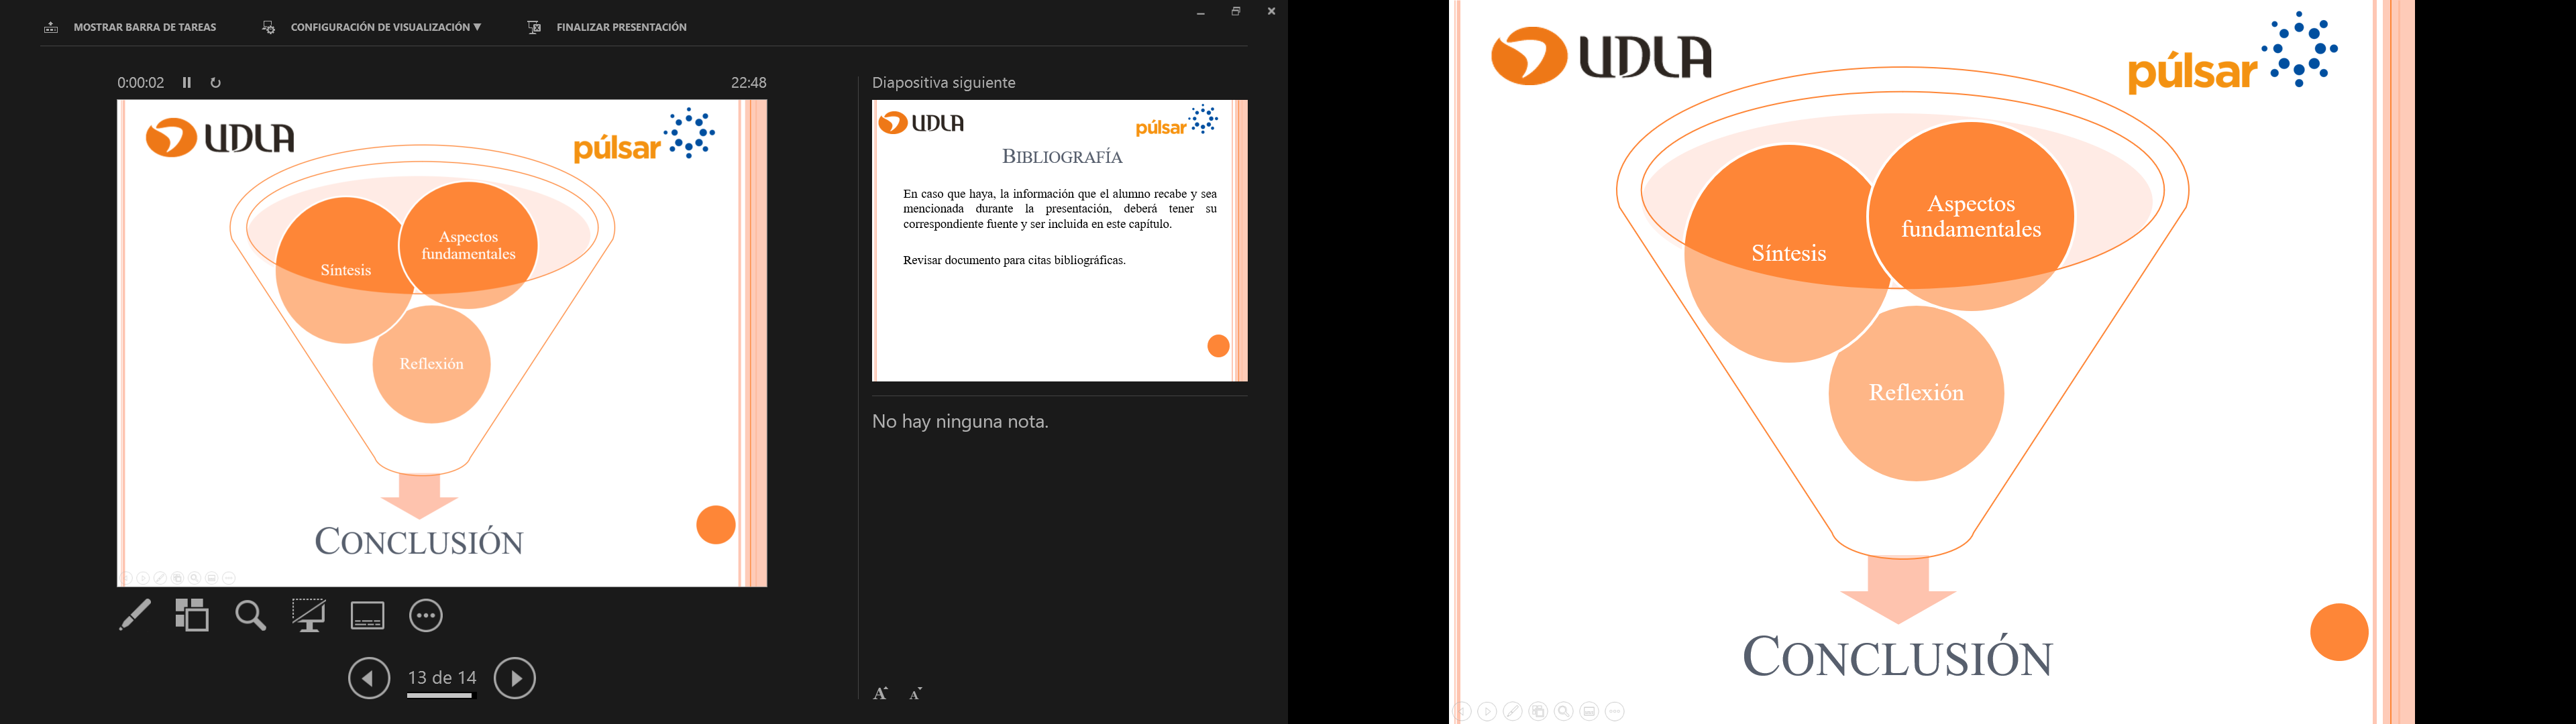 MOSTRAR BARRA DE TAREAS
CONFIGURACIÓN DE VISUALIZACIÓN ▼
FINALIZAR PRESENTACIÓN
0:00:02
22:48
UDLA
púlsar
Síntesis
Aspectos
fundamentales
Reflexión
CONCLUSIÓN
13 de 14
Diapositiva siguiente
UDLA
púlsar
BIBLIOGRAFÍA
En caso que haya, la información que el alumno recabe y sea
mencionada durante la presentación, deberá tener su
correspondiente fuente y ser incluida en este capítulo.
Revisar documento para citas bibliográficas.
No hay ninguna nota.
A A
UDLA
púlsar
Síntesis
Aspectos
fundamentales
Reflexión
CONCLUSIÓN